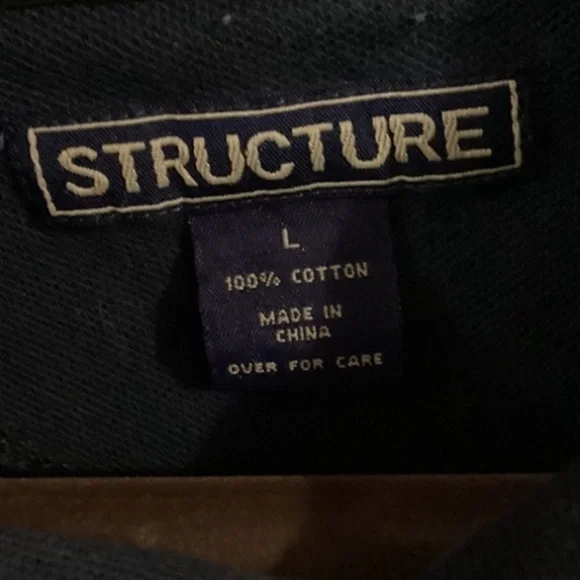 STRUCTURE
L
100% COTTON
MADE IN
CHINA
OVER FOR CARE